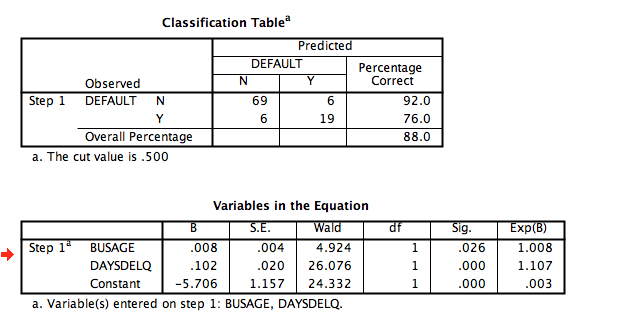 Classification Tableª
Predicted
DEFAULT Percentage Correct
Observed N Y
Step 1 DEFAULT N 69 6 92.0
Y 6 19 76.0
Overall Percentage 88.0
a. The cut value is .500
Variables in the Equation
B S.E. Wald df Sig. Exp(B)
Step 1ª BUSAGE .008 .004 4.924 1 .026 1.008
DAYSDELQ .102 .020 26.076 1 .000 1.107
Constant -5.706 1.157 24.332 1 .000 .003
a. Variable(s) entered on step 1: BUSAGE, DAYSDELQ.